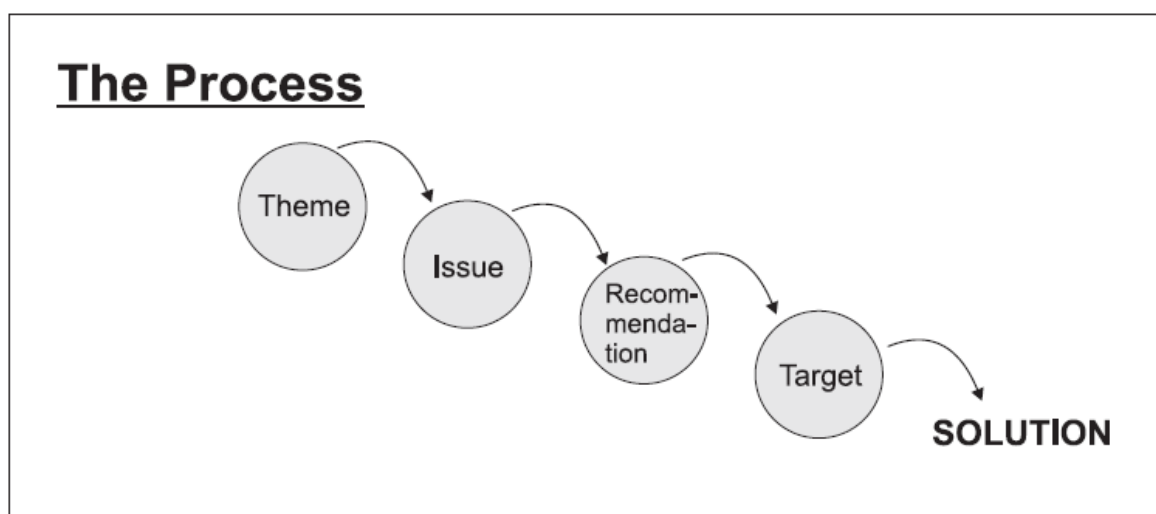 The Process
Theme
Issue
Recom-
menda-
tion
Target
SOLUTION